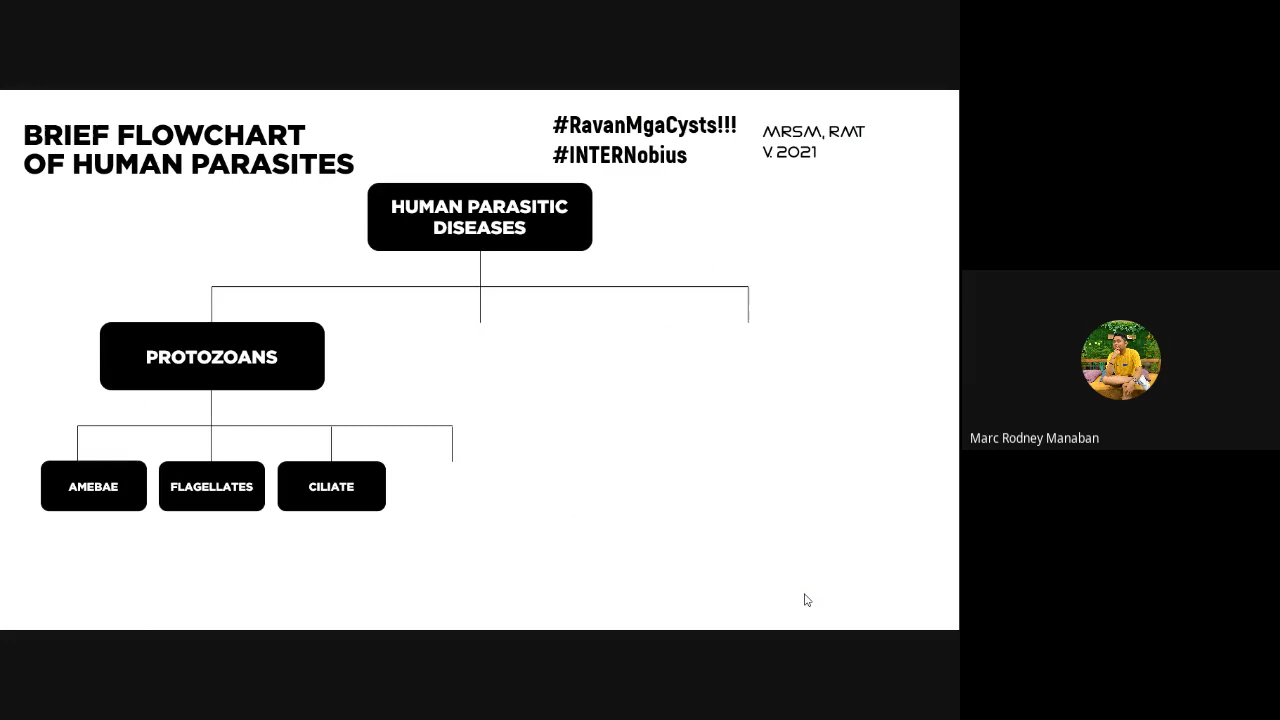 BRIEF FLOWCHART
OF HUMAN PARASITES
#RavanMgaCysts!!!
#INTERNobius
MRSM, RMT
V. 2021
HUMAN PARASITIC
DISEASES
PROTOZOANS
AMEBAE
FLAGELLATES
CILIATE
Marc Rodney Manaban